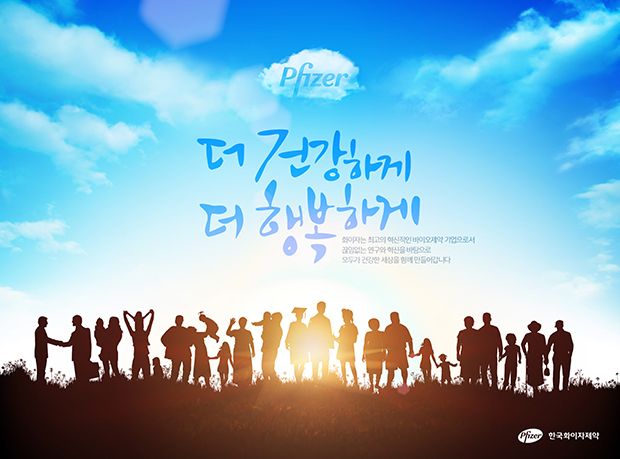 Pfizer
더 건강하게
더 행복하게
화이자는 최고의 혁신적인 바이오제약 기업으로서
끊임없는 연구와 혁신을 바탕으로
모두가 건강한 세상을 함께 만들어갑니다
Pfizer 한국화이자제약